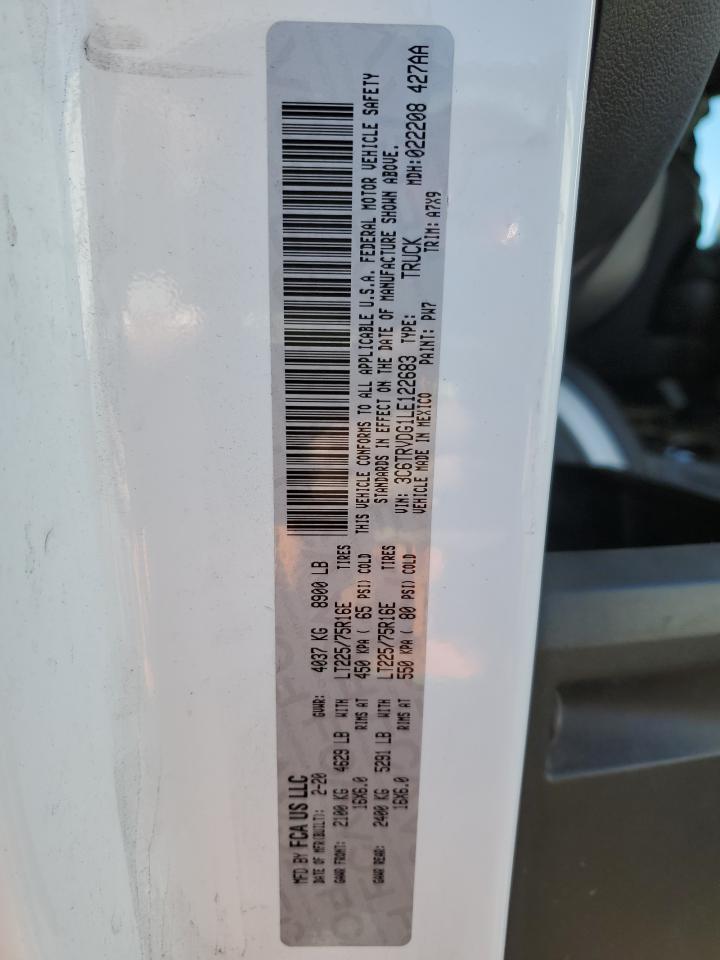 MFD BY FCA US LLC
DATE OF MFR(BUILT): 2-20 GVWR: 4037 KG 8900 LB
GAWR FRONT: 2100 KG 4629 LB WITH LT225/75R16E TIRES
16X6.0 RIMS AT 450 KPA ( 65 PSI) COLD
GAWR REAR: 2400 KG 5291 LB WITH LT225/75R16E TIRES
16X6.0 RIMS AT 550 KPA ( 80 PSI) COLD
THIS VEHICLE CONFORMS TO ALL APPLICABLE U.S.A. FEDERAL MOTOR VEHICLE SAFETY
STANDARDS IN EFFECT ON THE DATE OF MANUFACTURE SHOWN ABOVE.
VIN: 3C6TRVDG1LE122683 TYPE: TRUCK MDH:022208 427AA
VEHICLE MADE IN MEXICO PAINT: PW7 TRIM: A7X9